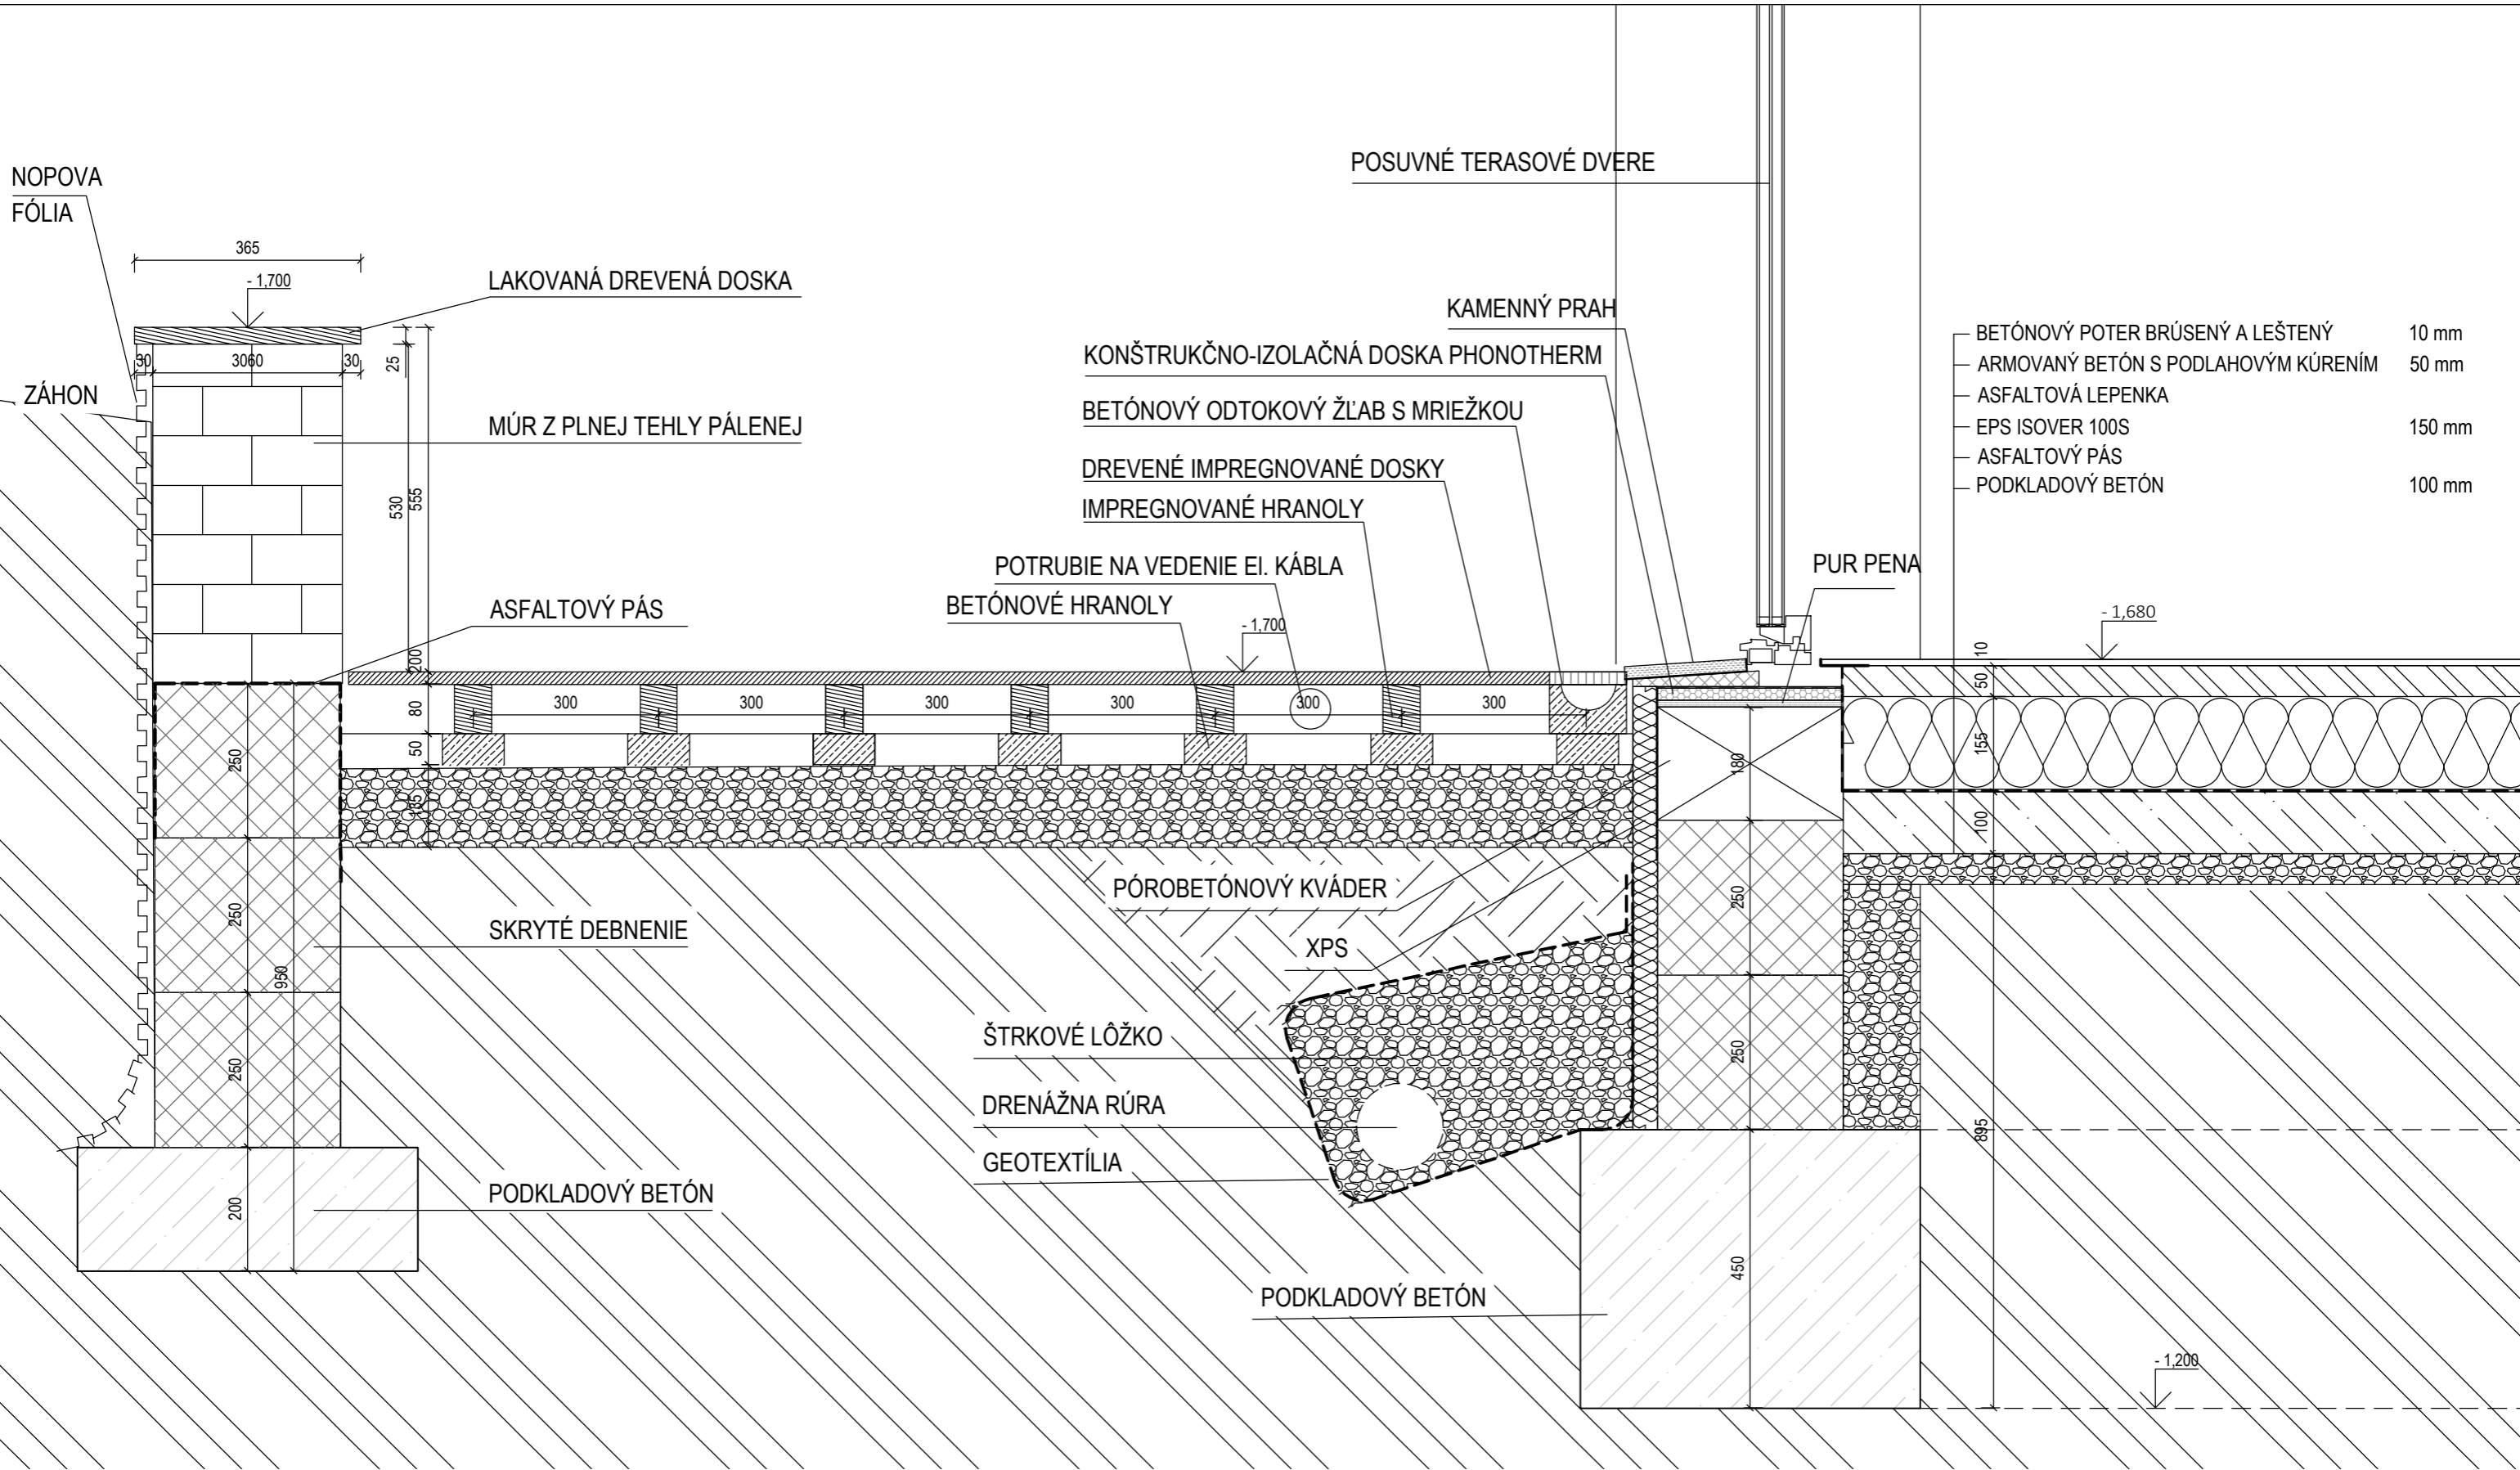 NOPOVA
FÓLIA
365
- 1,700
LAKOVANÁ DREVENÁ DOSKA
30
3060
30
25
ZÁHON
MÚR Z PLNEJ TEHLY PÁLENEJ
530
555
ASFALTOVÝ PÁS
200
80
50
250
250
SKRYTÉ DEBNENIE
950
250
200
PODKLADOVÝ BETÓN
POSUVNÉ TERASOVÉ DVERE
KAMENNÝ PRAH
KONŠTRUKČNO-IZOLAČNÁ DOSKA PHONOTHERM
BETÓNOVÝ ODTOKOVÝ ŽĽAB S MRIEŽKOU
DREVENÉ IMPREGNOVANÉ DOSKY
IMPREGNOVANÉ HRANOLY
POTRUBIE NA VEDENIE El. KÁBLA
BETÓNOVÉ HRANOLY
- 1,700
300 300 300 300 300 300
PÓROBETÓNOVÝ KVÁDER
XPS
ŠTRKOVÉ LÔŽKO
DRENÁŽNA RÚRA
GEOTEXTÍLIA
PODKLADOVÝ BETÓN
180
250
250
450
PUR PENA
BETÓNOVÝ POTER BRÚSENÝ A LEŠTENÝ 10 mm
ARMOVANÝ BETÓN S PODLAHOVÝM KÚRENÍM 50 mm
ASFALTOVÁ LEPENKA
EPS ISOVER 100S 150 mm
ASFALTOVÝ PÁS
PODKLADOVÝ BETÓN 100 mm
- 1,680
10
50
155
100
895
- 1,200